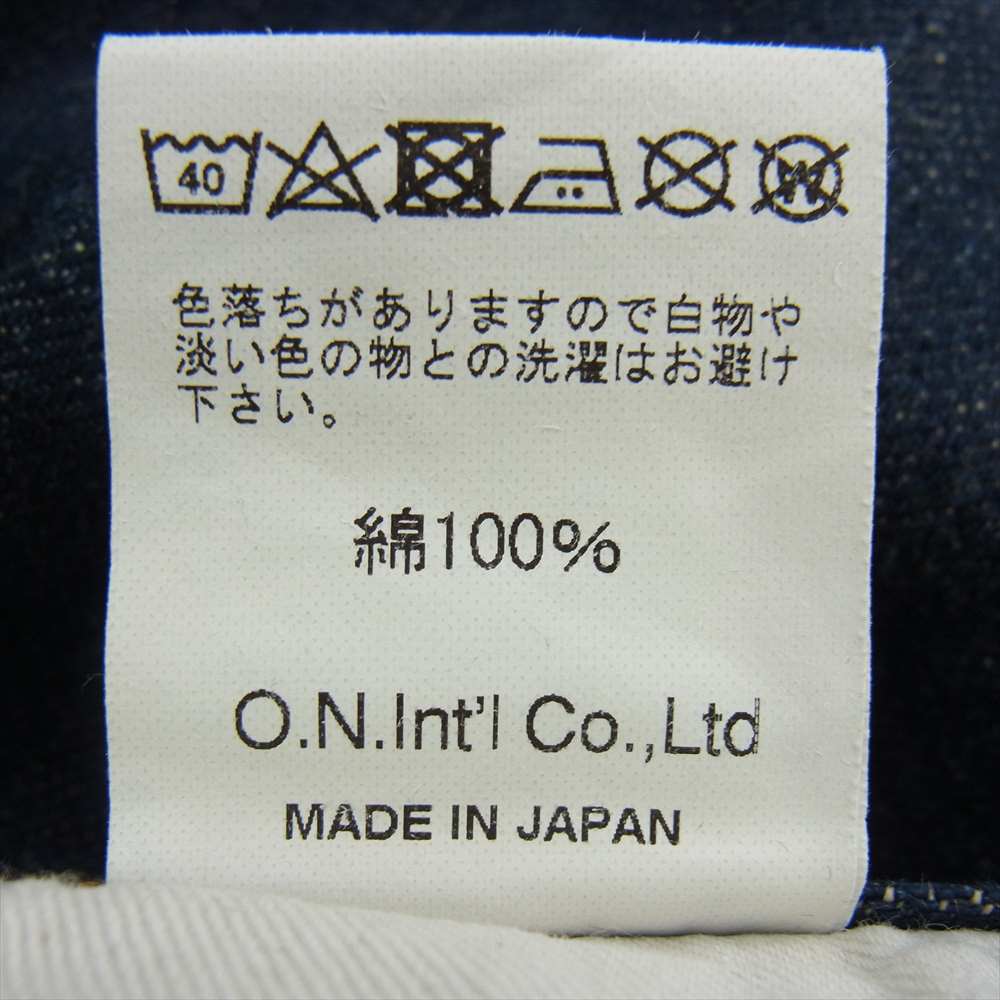 40
W
色落ちがありますので白物や
淡い色の物との洗濯はお避け
下さい。
綿100%
O.N.Int'l Co.,Ltd
MADE IN JAPAN